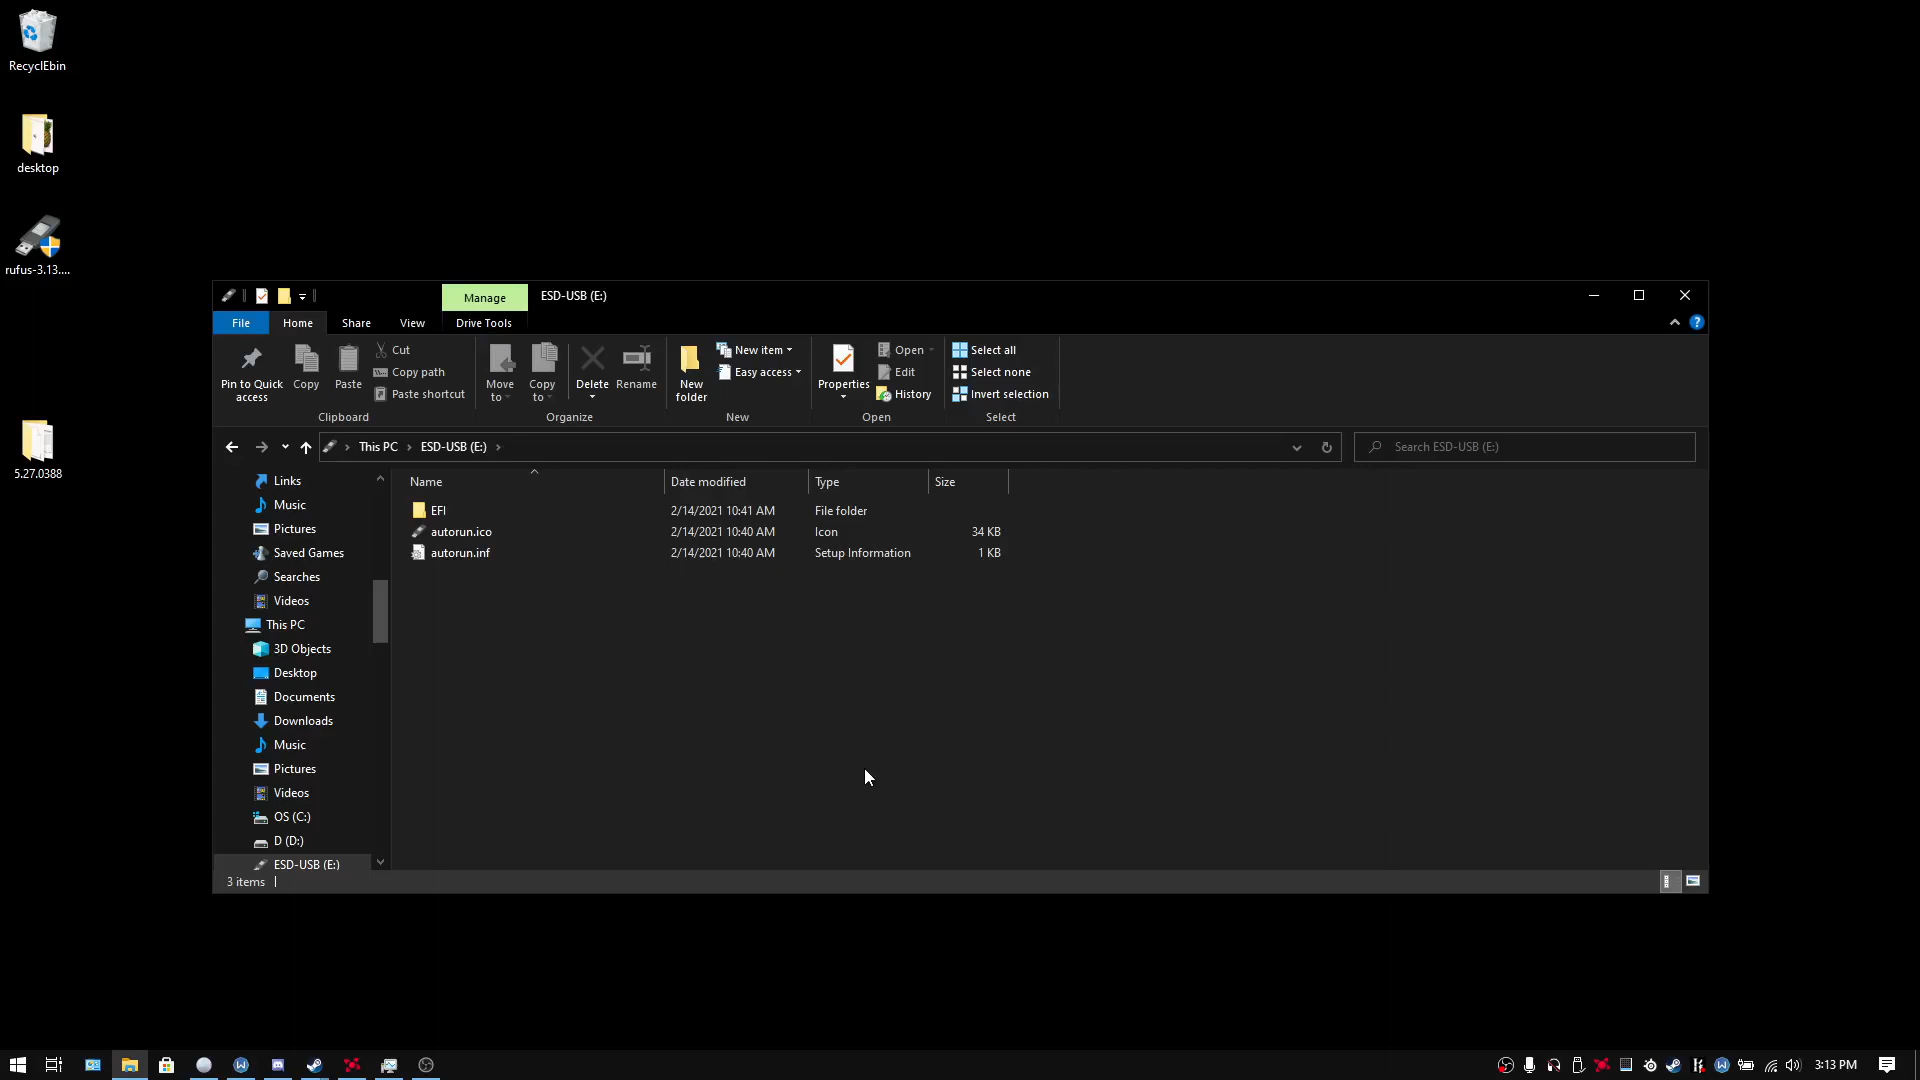 RecyclEbin
desktop
rufus-3.13....
5.27.0388
Manage
ESD-USB (E:)
File
Home
Share
View
Drive Tools
Pin to Quick access
Copy
Paste
Cut
Copy path
Paste shortcut
Clipboard
Move to
Copy to
Delete
Rename
Organize
New folder
New item
Easy access
New
Properties
Open
Edit
History
Open
Select all
Select none
Invert selection
Select
This PC
ESD-USB (E:)
Search ESD-USB (E:)
Links
Music
Pictures
Saved Games
Searches
Videos
This PC
3D Objects
Desktop
Documents
Downloads
Music
Pictures
Videos
OS (C:)
D (D:)
ESD-USB (E:)
Name Date modified Type Size
EFI 2/14/2021 10:41 AM File folder
autorun.ico 2/14/2021 10:40 AM Icon 34 KB
autorun.inf 2/14/2021 10:40 AM Setup Information 1 KB
3 items
3:13 PM